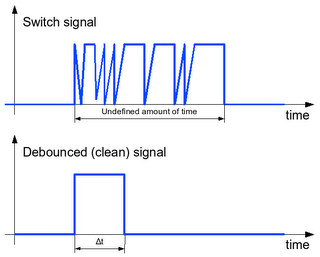 Switch signal
Undefined amount of time
time
Debounced (clean) signal
Δt
time